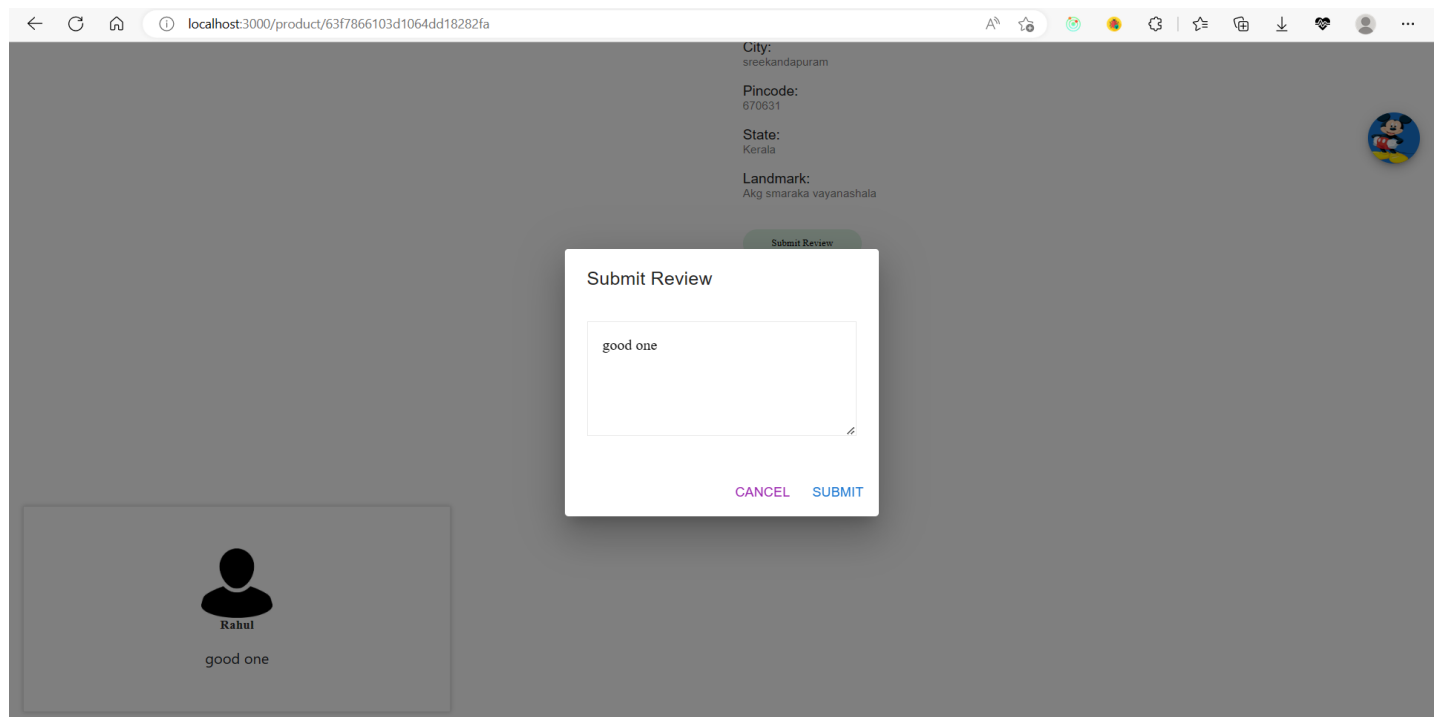 localhost:3000/product/63f7866103d1064dd18282fa
City:
sreekandapuram
Pincode:
670631
State:
Kerala
Landmark:
Akg smaraka vayanashala
Submit Review
Submit Review
good one
CANCEL SUBMIT
Rahul
good one